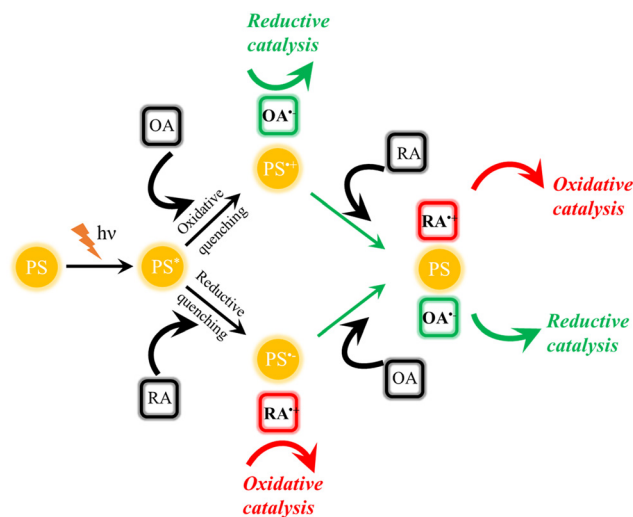 Reductive
catalysis
OA•-
OA
PS•+
RA
Oxidative
quenching
RA•+
Oxidative
catalysis
hν
PS
PS*
PS
Reductive
quenching
OA•-
Reductive
catalysis
PS•-
RA
OA
RA•+
Oxidative
catalysis